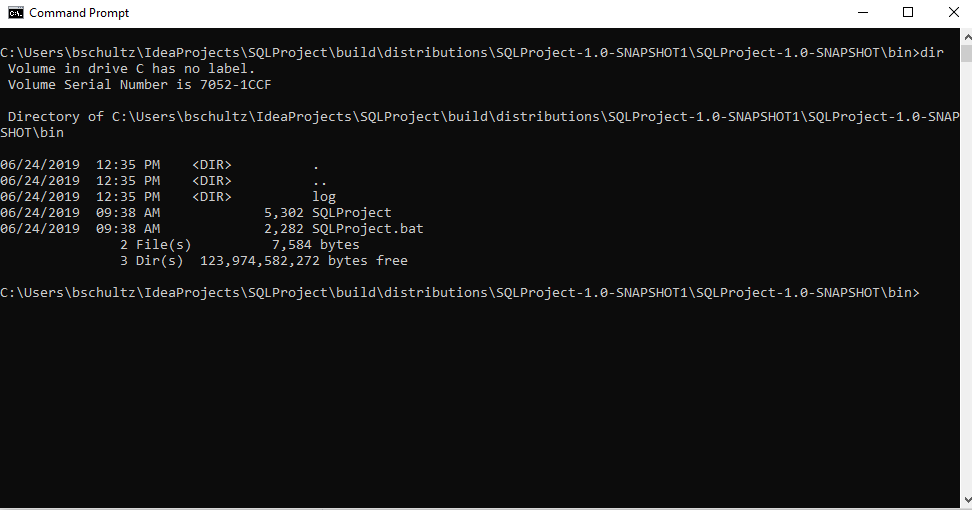 Command Prompt
C:\Users\bschultz\IdeaProjects\SQLProject\build\distributions\SQLProject-1.0-SNAPSHOT1\SQLProject-1.0-SNAPSHOT\bin>dir
 Volume in drive C has no label.
 Volume Serial Number is 7052-1CCF
 Directory of C:\Users\bschultz\IdeaProjects\SQLProject\build\distributions\SQLProject-1.0-SNAPSHOT1\SQLProject-1.0-SNAP
SHOT\bin
06/24/2019  12:35 PM    <DIR>          .
06/24/2019  12:35 PM    <DIR>          ..
06/24/2019  12:35 PM    <DIR>          log
06/24/2019  09:38 AM             5,302 SQLProject
06/24/2019  09:38 AM             2,282 SQLProject.bat
               2 File(s)          7,584 bytes
               3 Dir(s)  123,974,582,272 bytes free
C:\Users\bschultz\IdeaProjects\SQLProject\build\distributions\SQLProject-1.0-SNAPSHOT1\SQLProject-1.0-SNAPSHOT\bin>